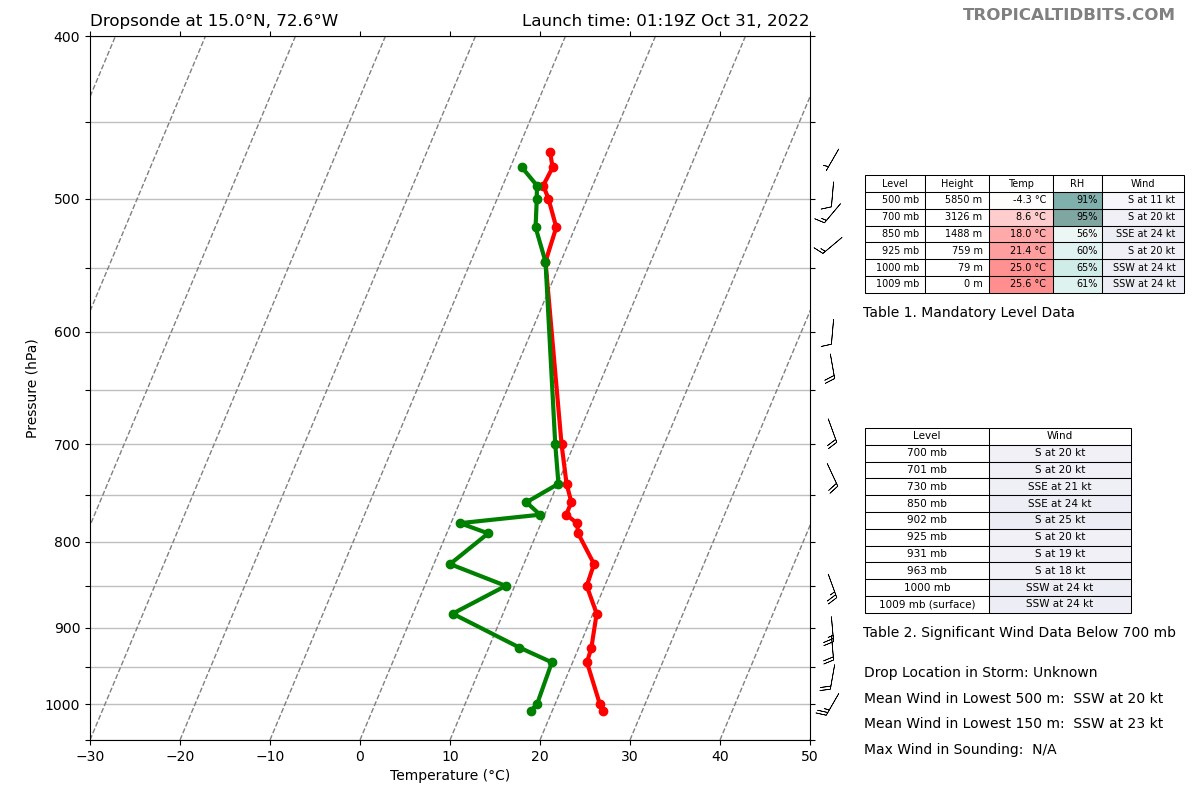 Dropsonde at 15.0°N, 72.6°W
Launch time: 01:19Z Oct 31, 2022
TROPICALTIDBITS.COM
400
500
600
700
800
900
1000
Pressure (hPa)
−30 −20 −10 0 10 20 30 40 50
Temperature (°C)
Level Height Temp RH Wind
500 mb 5850 m -4.3 °C 91% S at 11 kt
700 mb 3126 m 8.6 °C 95% S at 20 kt
850 mb 1488 m 18.0 °C 56% SSE at 24 kt
925 mb 759 m 21.4 °C 60% S at 20 kt
1000 mb 79 m 25.0 °C 65% SSW at 24 kt
1009 mb 0 m 25.6 °C 61% SSW at 24 kt
Table 1. Mandatory Level Data
Level Wind
700 mb S at 20 kt
701 mb S at 20 kt
730 mb SSE at 21 kt
850 mb SSE at 24 kt
902 mb S at 25 kt
925 mb S at 20 kt
931 mb S at 19 kt
963 mb S at 18 kt
1000 mb SSW at 24 kt
1009 mb (surface) SSW at 24 kt
Table 2. Significant Wind Data Below 700 mb
Drop Location in Storm: Unknown
Mean Wind in Lowest 500 m: SSW at 20 kt
Mean Wind in Lowest 150 m: SSW at 23 kt
Max Wind in Sounding: N/A